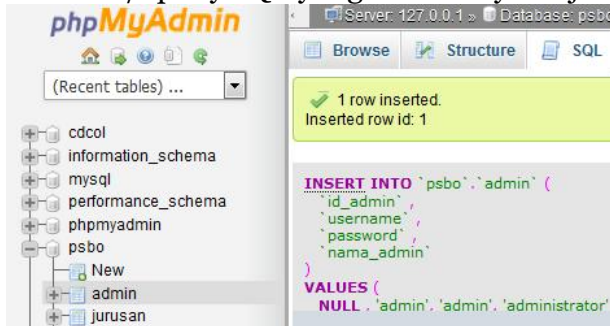 phpMyAdmin
(Recent tables) ...
cdcol
information_schema
mysql
performance_schema
phpmyadmin
psbo
New
admin
jurusan
Server: 127.0.0.1 » Database: psbo
Browse Structure SQL
1 row inserted.
Inserted row id: 1
INSERT INTO `psbo`.`admin` (
`id_admin` ,
`username` ,
`password` ,
`nama_admin`
)
VALUES (
NULL , 'admin', 'admin', 'administrator'